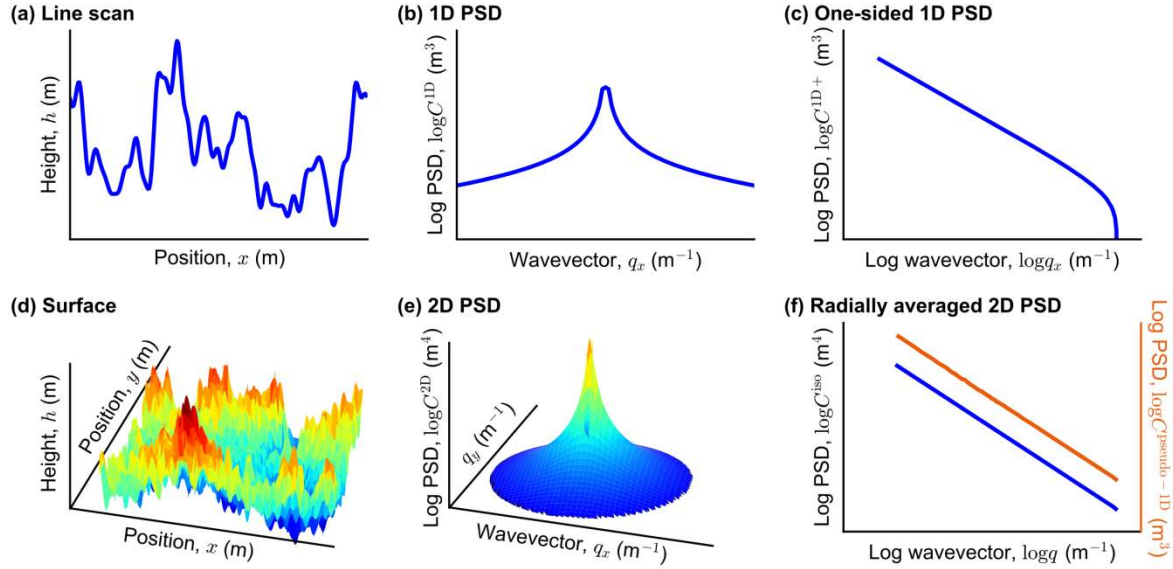 (a) Line scan
Height, h (m)
Position, x (m)
(b) 1D PSD
Log PSD, logC^1D (m^3)
Wavevector, q_x (m^−1)
(c) One-sided 1D PSD
Log PSD, logC^1D+ (m^3)
Log wavevector, logq_x (m^−1)
(d) Surface
Height, h (m)
Position, y (m)
Position, x (m)
(e) 2D PSD
Log PSD, logC^2D (m^4)
q_y (m^−1)
Wavevector, q_x (m^−1)
(f) Radially averaged 2D PSD
Log PSD, logC^iso (m^4)
Log wavevector, logq (m^−1)
Log PSD, logC^pseudo−1D (m^3)